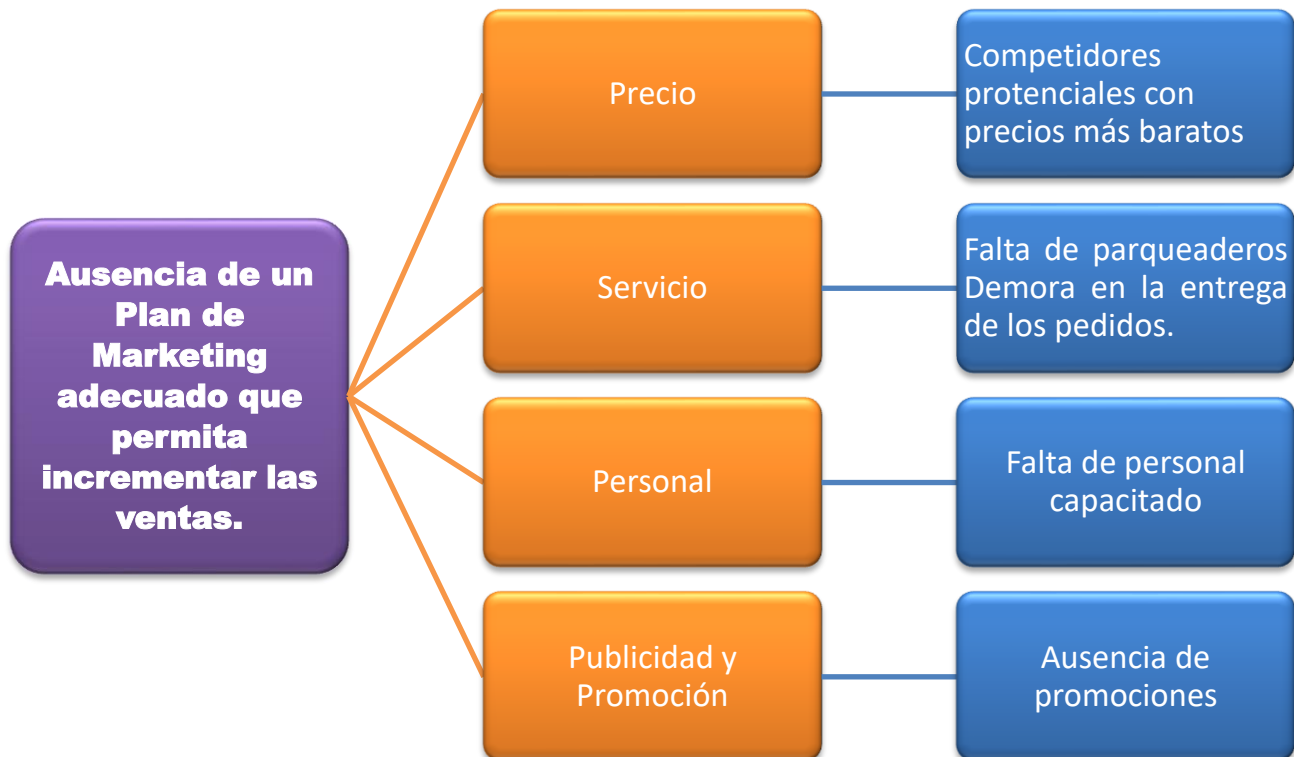 Ausencia de un
Plan de
Marketing
adecuado que
permita
incrementar las
ventas.
Precio
Competidores
protenciales con
precios más baratos
Servicio
Falta de parqueaderos
Demora en la entrega
de los pedidos.
Personal
Falta de personal
capacitado
Publicidad y
Promoción
Ausencia de
promociones